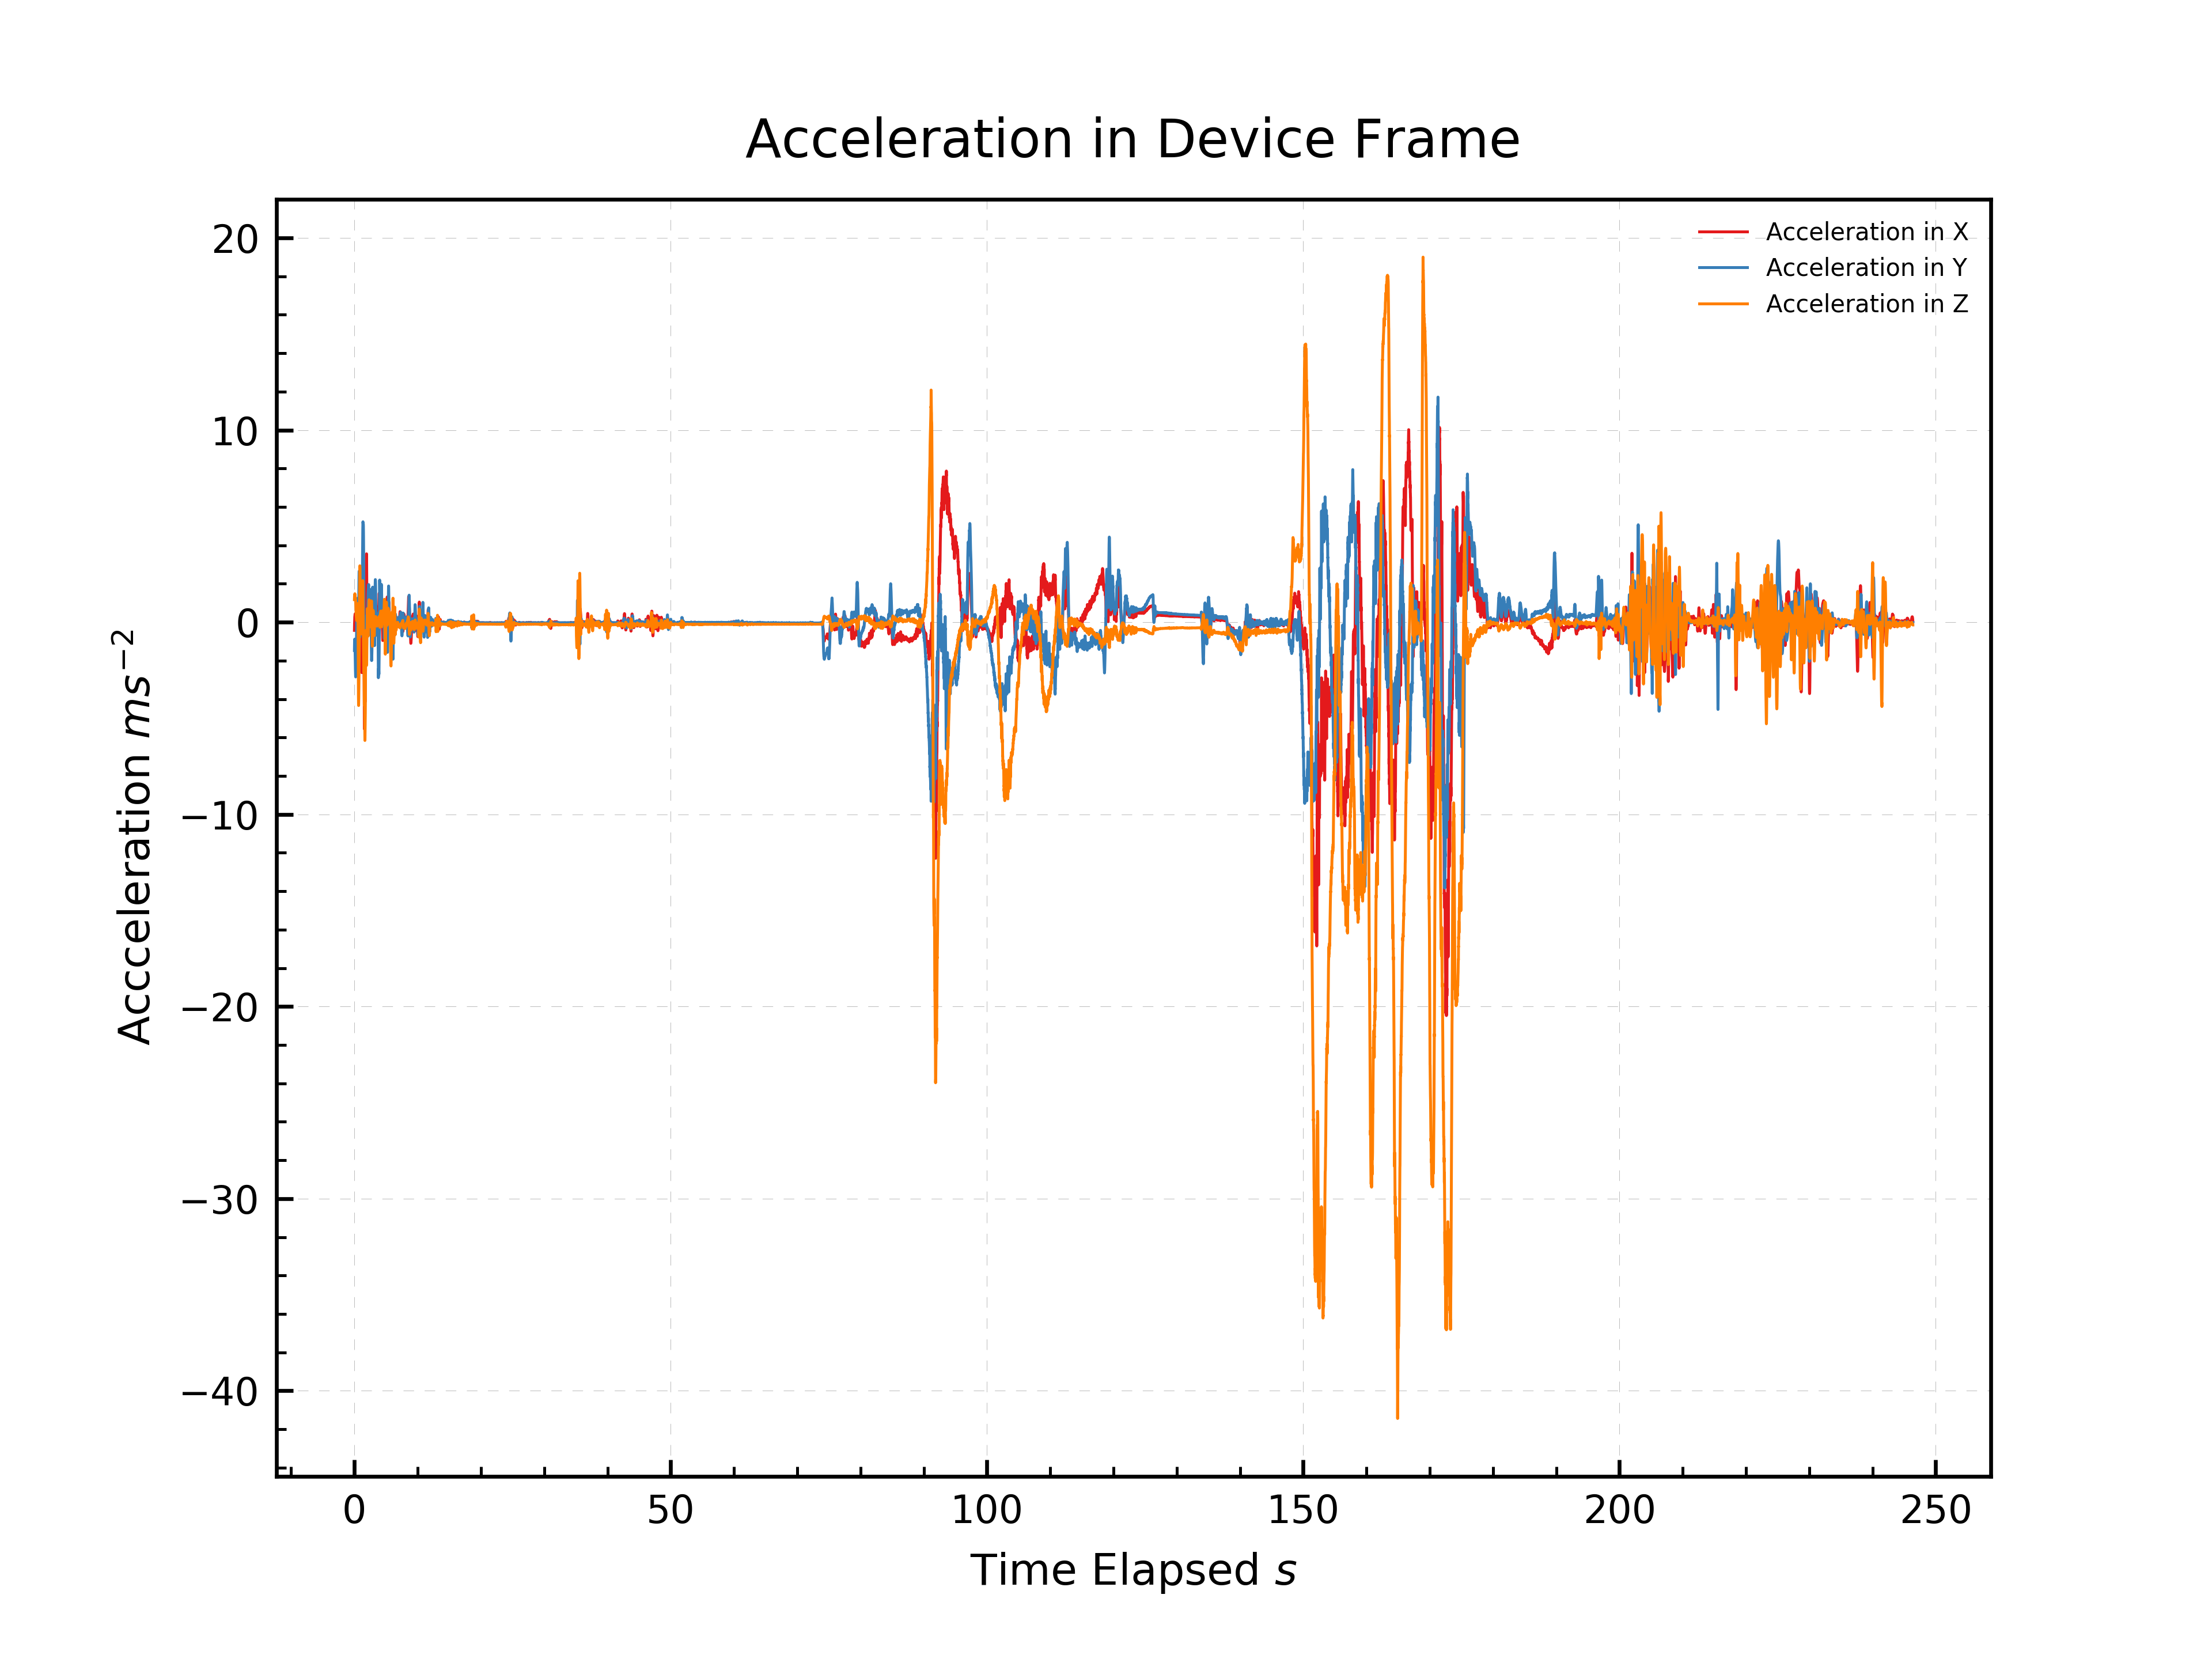 Acceleration in Device Frame
Acceleration in X
Acceleration in Y
Acceleration in Z
20
10
0
−10
−20
−30
−40
Acceleration ms⁻²
0 50 100 150 200 250
Time Elapsed s